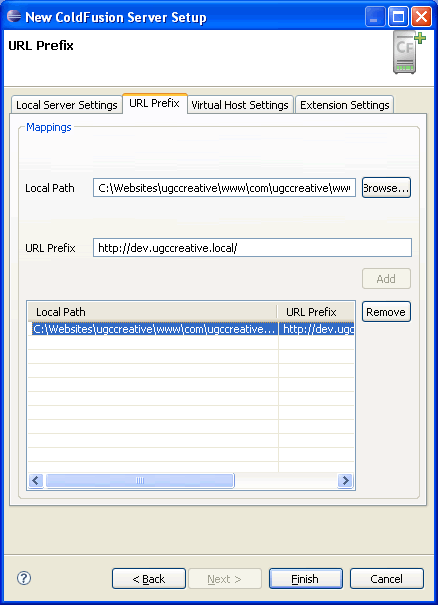 New ColdFusion Server Setup
URL Prefix
CF
Local Server Settings URL Prefix Virtual Host Settings Extension Settings
Mappings
Local Path C:\Websites\ugccreative\www\com\ugccreative\www Browse...
URL Prefix http://dev.ugccreative.local/
Add
Local Path URL Prefix Remove
C:\Websites\ugccreative\www\com\ugccreative... http://dev.ugc
? < Back Next > Finish Cancel